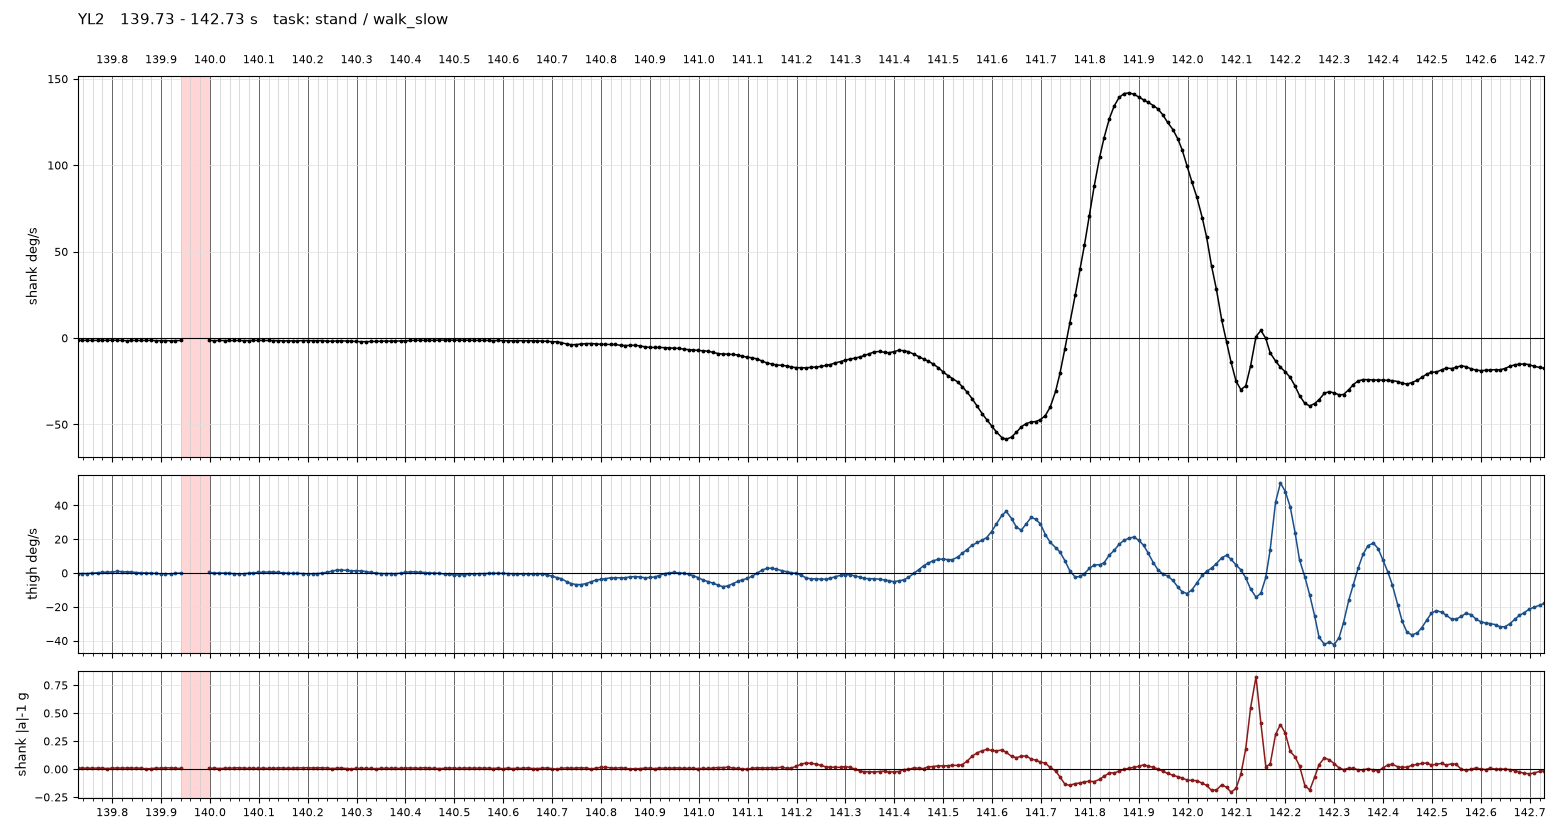 YL2   139.73 - 142.73 s   task: stand / walk_slow
139.8 139.9 140.0 140.1 140.2 140.3 140.4 140.5 140.6 140.7 140.8 140.9 141.0 141.1 141.2 141.3 141.4 141.5 141.6 141.7 141.8 141.9 142.0 142.1 142.2 142.3 142.4 142.5 142.6 142.7
150
100
50
0
−50
shank deg/s
40
20
0
−20
−40
thigh deg/s
0.75
0.50
0.25
0.00
−0.25
shank |a|-1 g
139.8 139.9 140.0 140.1 140.2 140.3 140.4 140.5 140.6 140.7 140.8 140.9 141.0 141.1 141.2 141.3 141.4 141.5 141.6 141.7 141.8 141.9 142.0 142.1 142.2 142.3 142.4 142.5 142.6 142.7